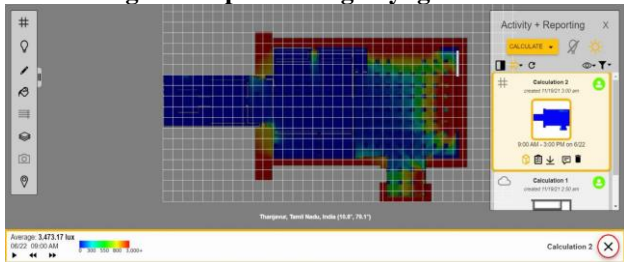 Activity + Reporting X
CALCULATE
Calculation 2
created 11/19/21 3:00 am
9:00 AM - 3:00 PM on 6/22
Calculation 1
created 11/19/21 2:50 am
Thanjavur, Tamil Nadu, India (10.8°, 79.1°)
Average: 3,473.17 lux
06/22 09:00 AM
0 300 550 800 3,000+
Calculation 2